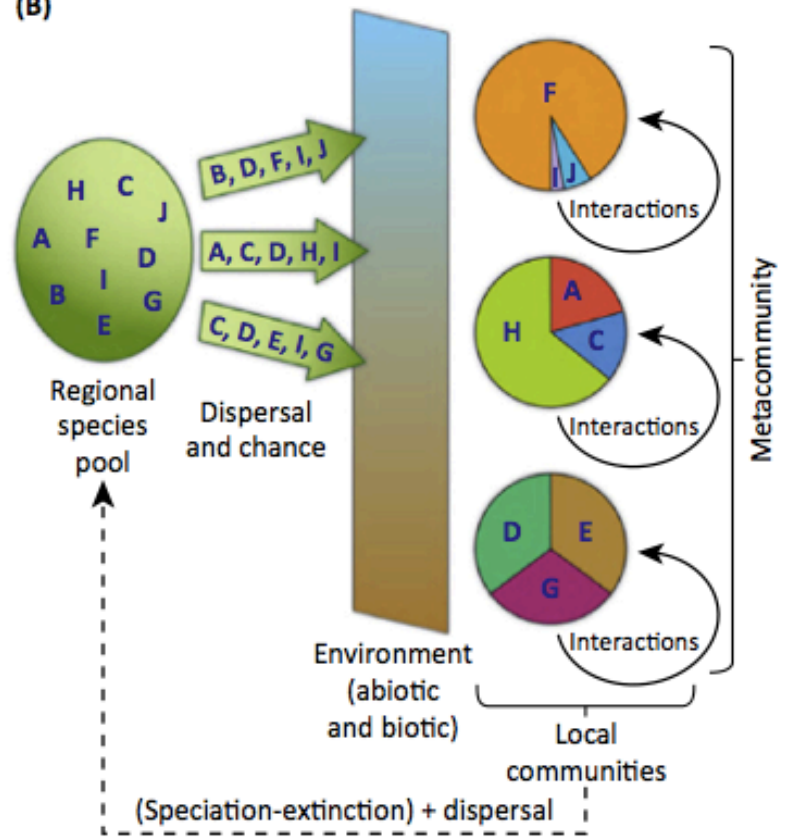 (B)
H C
J
A F
D
I
B G
E
Regional
species
pool
B, D, F, I, J
A, C, D, H, I
C, D, E, I, G
Dispersal
and chance
Environment
(abiotic
and biotic)
F
I J
Interactions
A
H C
Interactions
D E
G
Interactions
Metacommunity
Local
communities
(Speciation-extinction) + dispersal